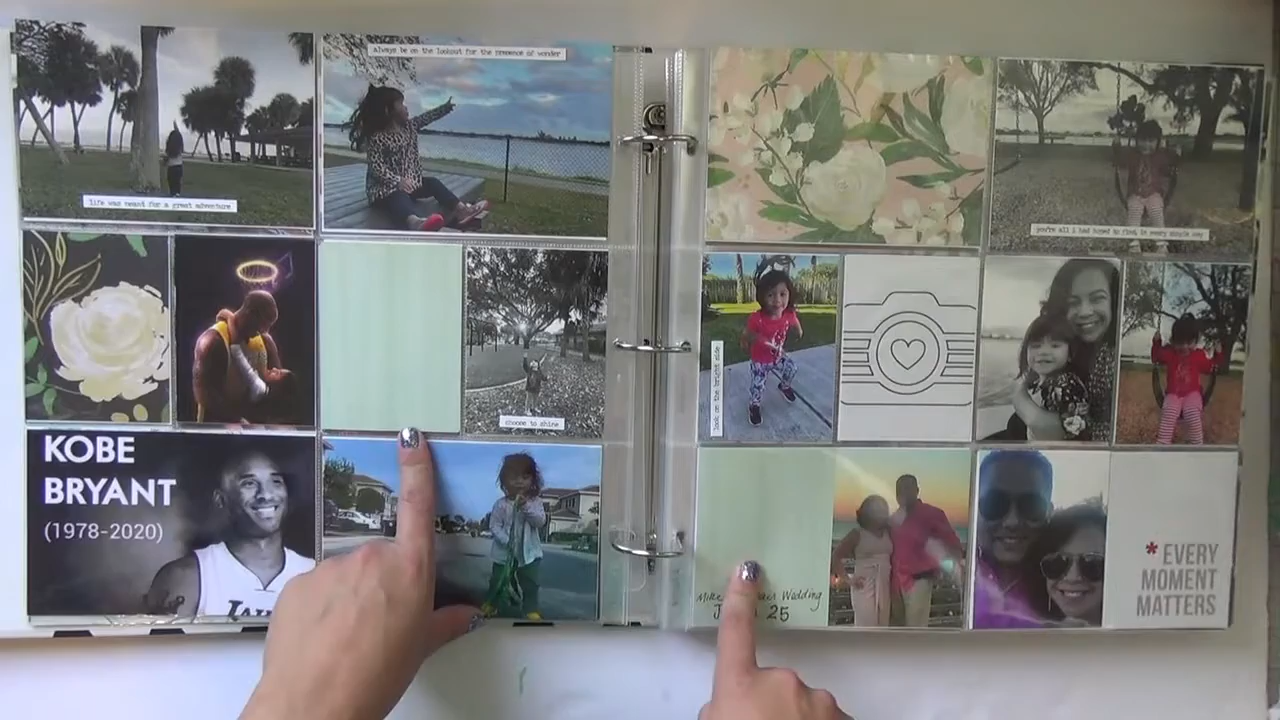 always be on the lookout for the presence of wonder
life was meant for a great adventure
KOBE
BRYANT
(1978-2020)
choose to shine
you're all i had hoped to find, in every single way
look on the bright side
Wedding
25
* EVERY
MOMENT
MATTERS